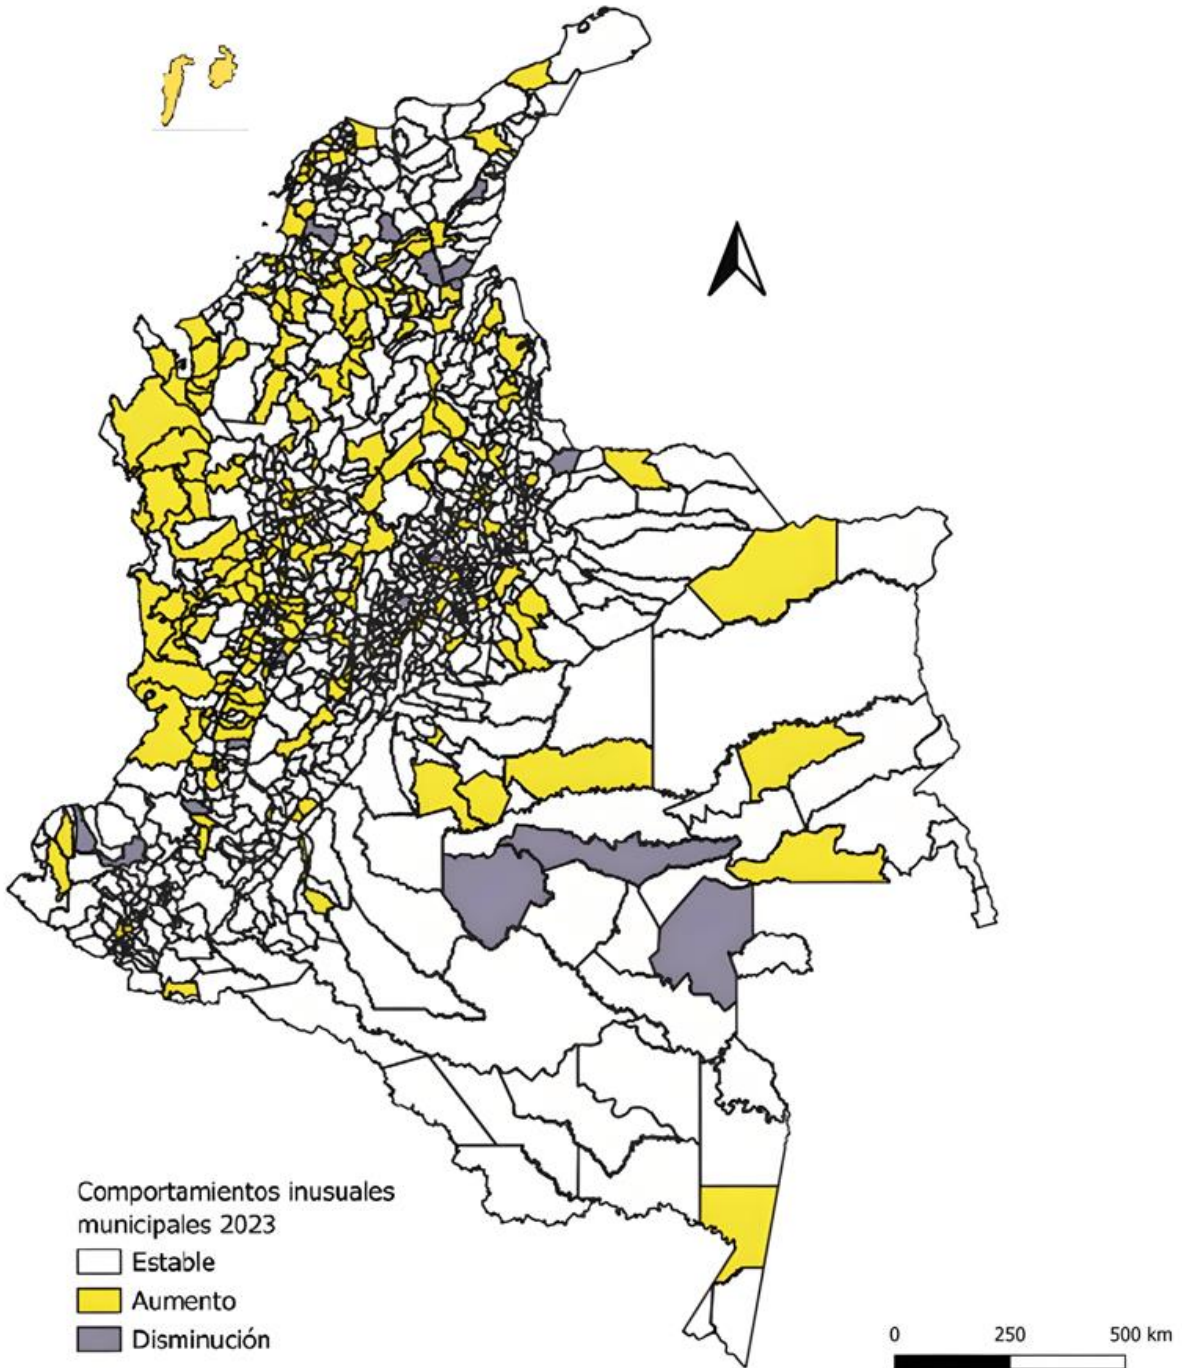 Comportamientos inusuales
municipales 2023
Estable
Aumento
Disminución
0 250 500 km